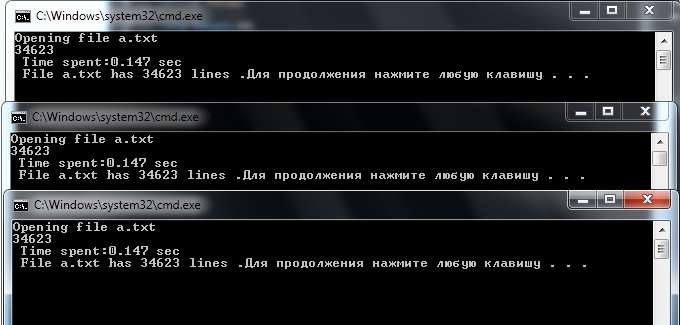 C:\Windows\system32\cmd.exe
Opening file a.txt
34623
Time spent:0.147 sec
File a.txt has 34623 lines .Для продолжения нажмите любую клавишу . . .
C:\Windows\system32\cmd.exe
Opening file a.txt
34623
Time spent:0.147 sec
File a.txt has 34623 lines .Для продолжения нажмите любую клавишу . . .
C:\Windows\system32\cmd.exe
Opening file a.txt
34623
Time spent:0.147 sec
File a.txt has 34623 lines .Для продолжения нажмите любую клавишу . . .